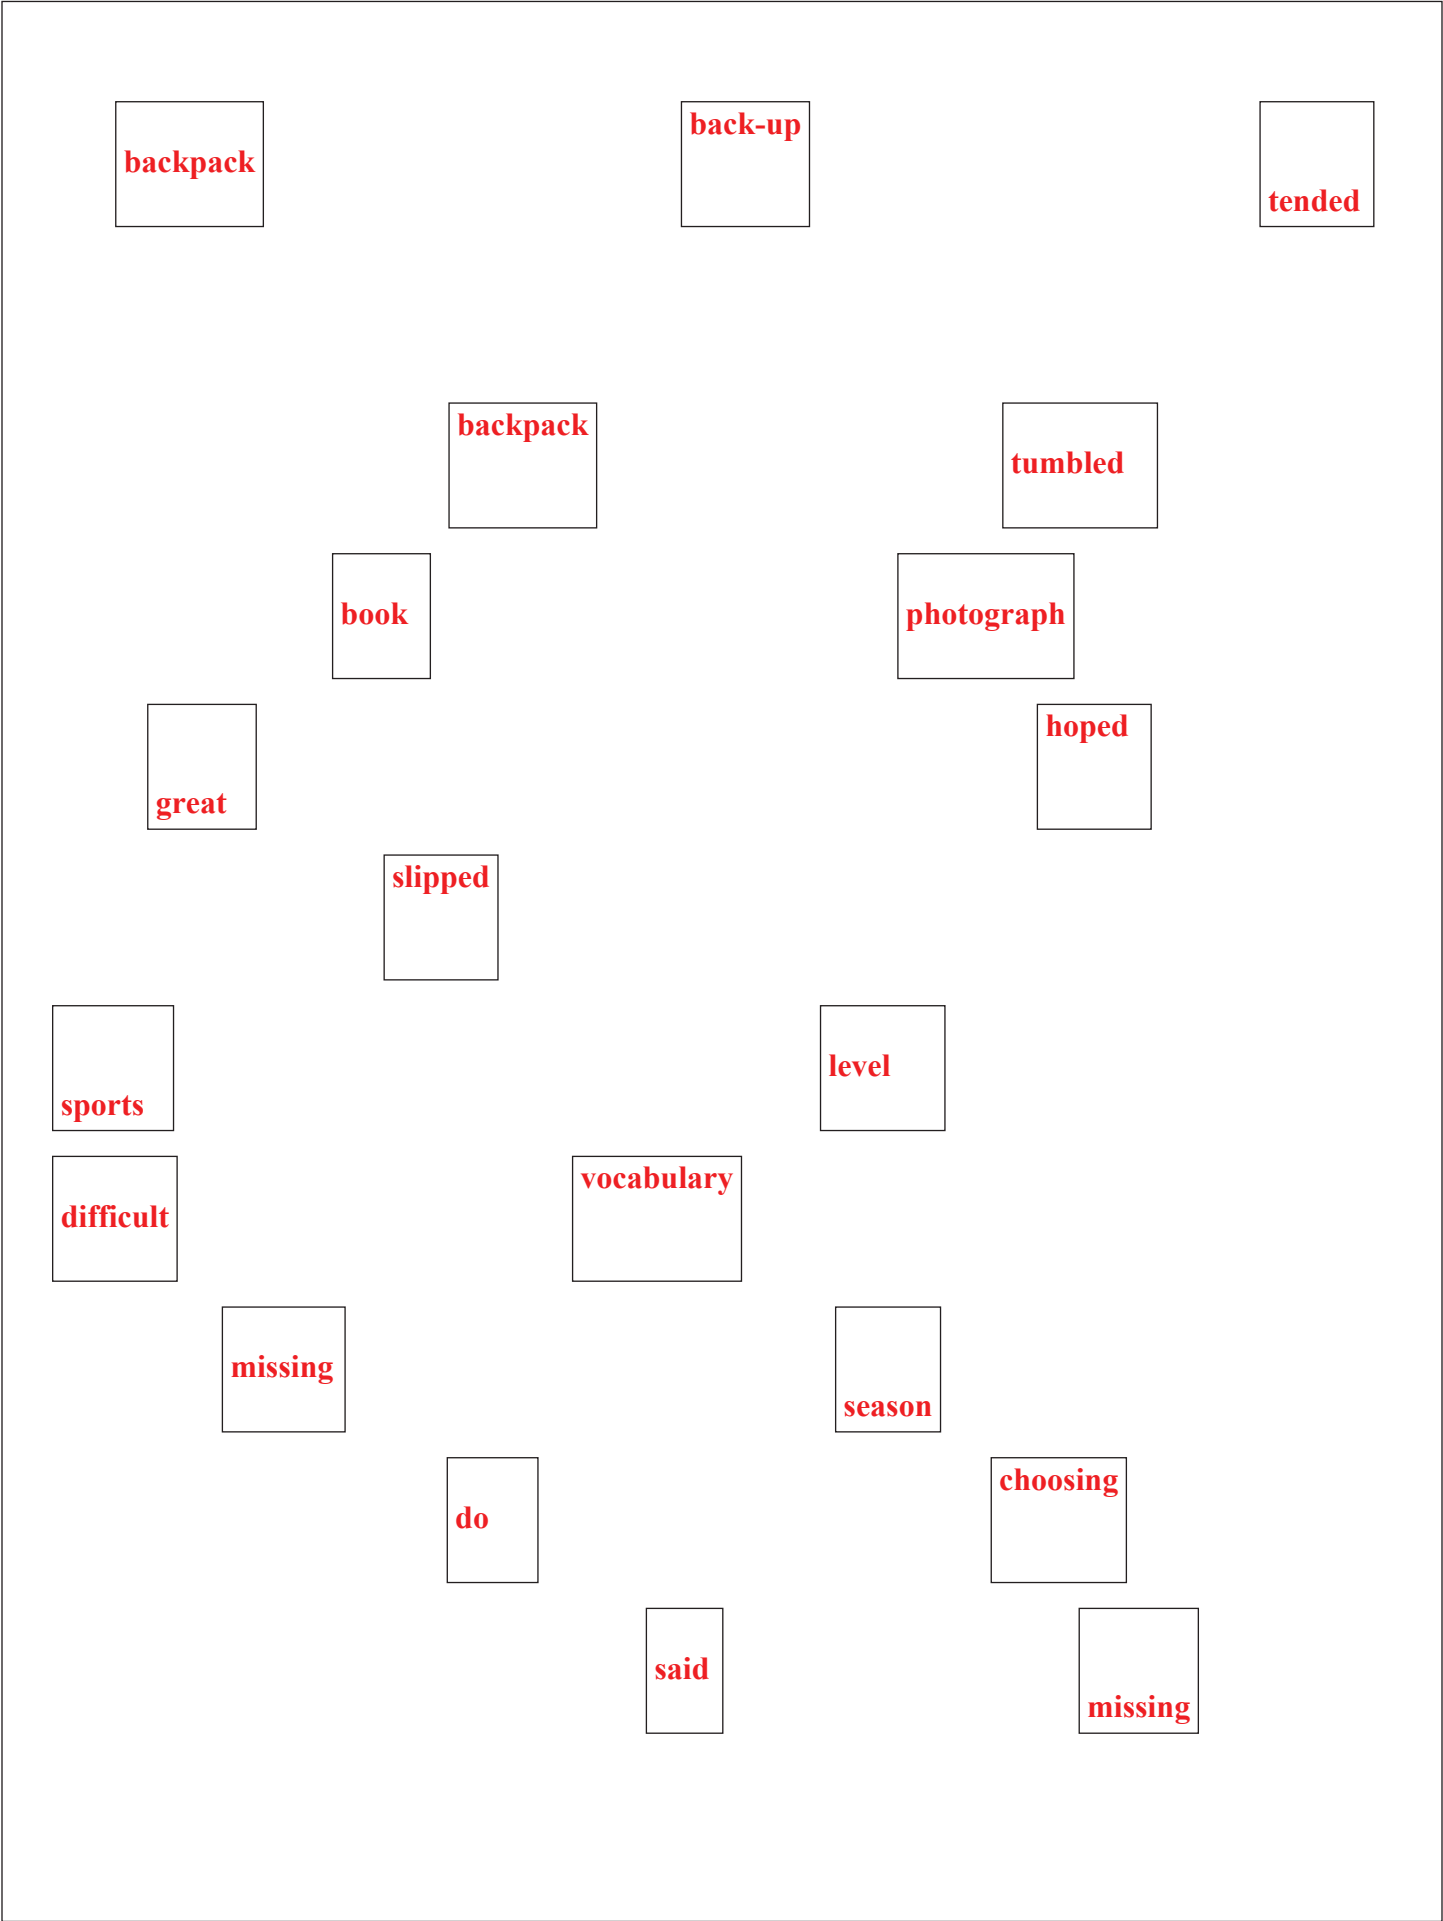 backpack back-up tended
backpack tumbled
book photograph
great hoped
slipped
sports level
difficult vocabulary
missing season
do choosing
said missing